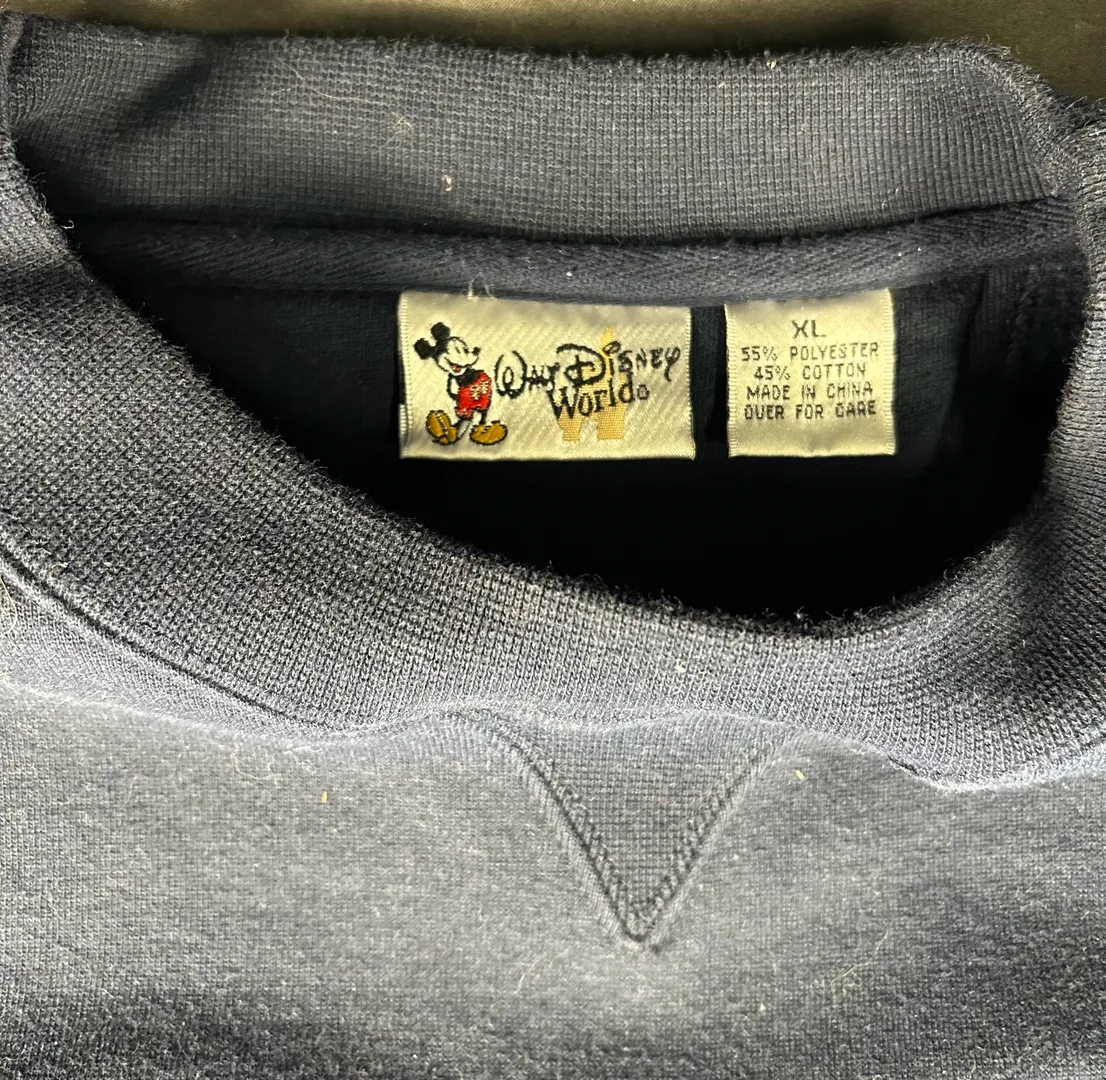 Walt Disney
World®
XL
55% POLYESTER
45% COTTON
MADE IN CHINA
OVER FOR CARE